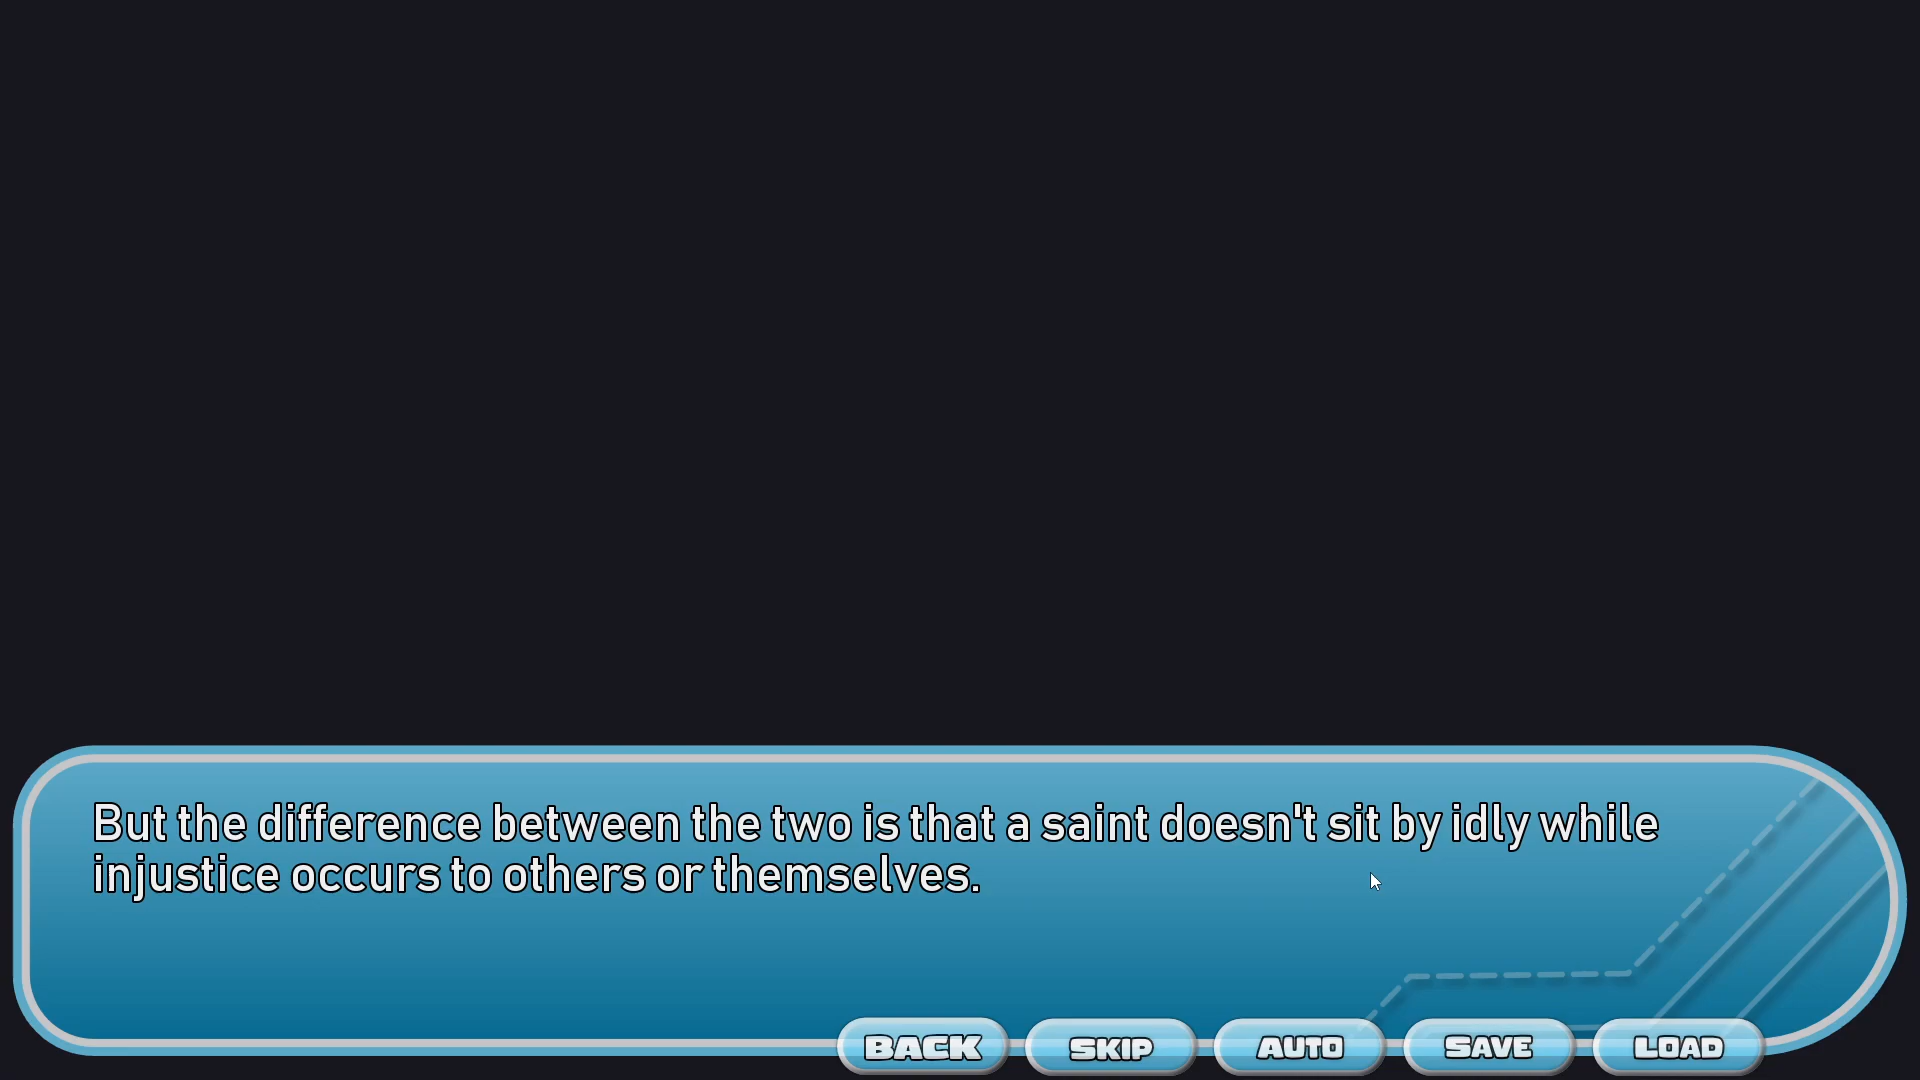 But the difference between the two is that a saint doesn't sit by idly while
injustice occurs to others or themselves.
BACK SKIP AUTO SAVE LOAD